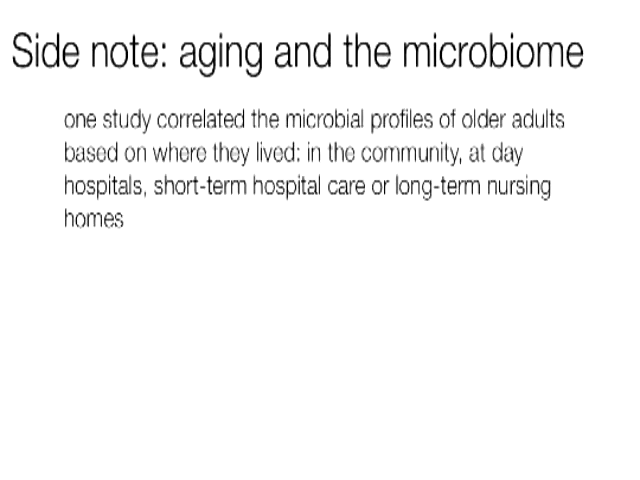 Side note: aging and the microbiome
one study correlated the microbial profiles of older adults
based on where they lived: in the community, at day
hospitals, short-term hospital care or long-term nursing
homes